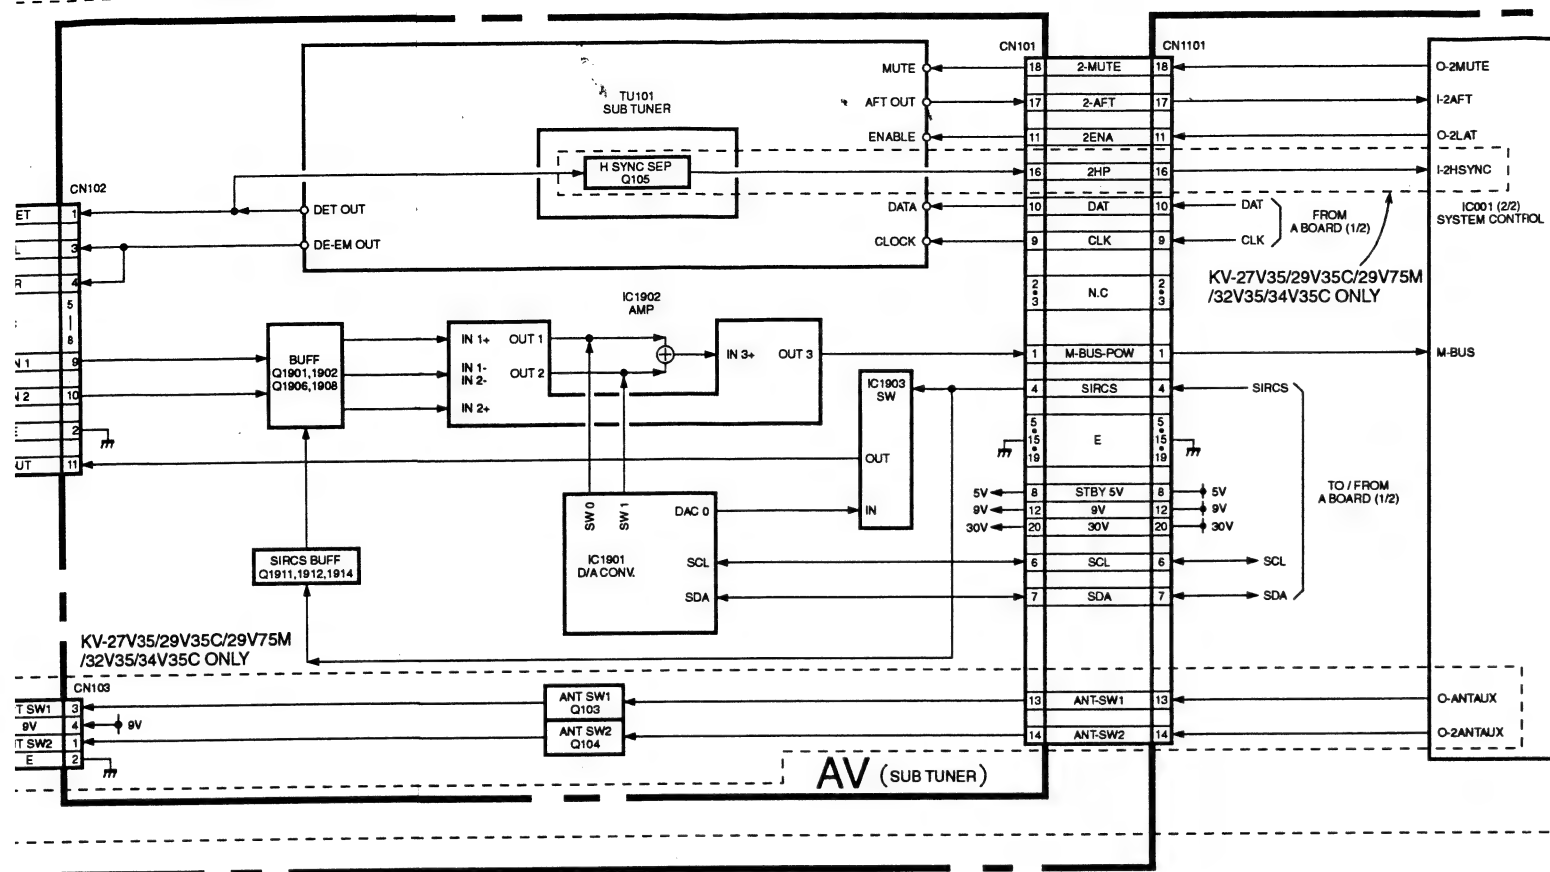 CN101
CN1101
MUTE
18 2-MUTE 18
O-2MUTE
TU101
SUB TUNER
AFT OUT
17 2-AFT 17
I-2AFT
ENABLE
11 2ENA 11
O-2LAT
H SYNC SEP
Q105
16 2HP 16
I-2HSYNC
CN102
ET 1
DET OUT
DATA
10 DAT 10
DAT
FROM
A BOARD (1/2)
IC001 (2/2)
SYSTEM CONTROL
L 3
DE-EM OUT
CLOCK
9 CLK 9
CLK
R 4
KV-27V35/29V35C/29V75M
/32V35/34V35C ONLY
2
•
3
N.C
2
•
3
5
|
8
IC1902
AMP
BUFF
Q1901,1902
Q1906,1908
IN 1+ OUT 1
IN 1-
IN 2- OUT 2
IN 2+
IN 3+ OUT 3
1 M-BUS-POW 1
M-BUS
N 1 9
N 2 10
E 2
UT 11
IC1903
SW
4 SIRCS 4
SIRCS
5
•
15
•
19
E
5
•
15
•
19
OUT
IN
TO / FROM
A BOARD (1/2)
5V 8 STBY 5V 8 5V
9V 12 9V 12 9V
30V 20 30V 20 30V
SW 0 SW 1 DAC 0
IC1901
D/A CONV.
SCL
SDA
SIRCS BUFF
Q1911,1912,1914
6 SCL 6 SCL
7 SDA 7 SDA
KV-27V35/29V35C/29V75M
/32V35/34V35C ONLY
CN103
T SW1 3
9V 4 9V
T SW2 1
E 2
ANT SW1
Q103
ANT SW2
Q104
13 ANT-SW1 13
O-ANTAUX
14 ANT-SW2 14
O-2ANTAUX
AV (SUB TUNER)